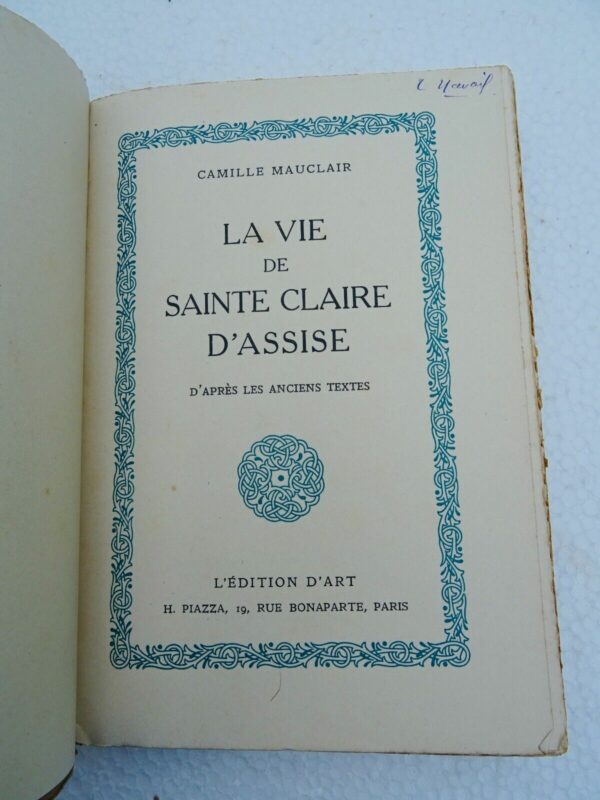 CAMILLE MAUCLAIR
LA VIE
DE
SAINTE CLAIRE
D'ASSISE
D'APRÈS LES ANCIENS TEXTES
L'ÉDITION D'ART
H. PIAZZA, 19, RUE BONAPARTE, PARIS